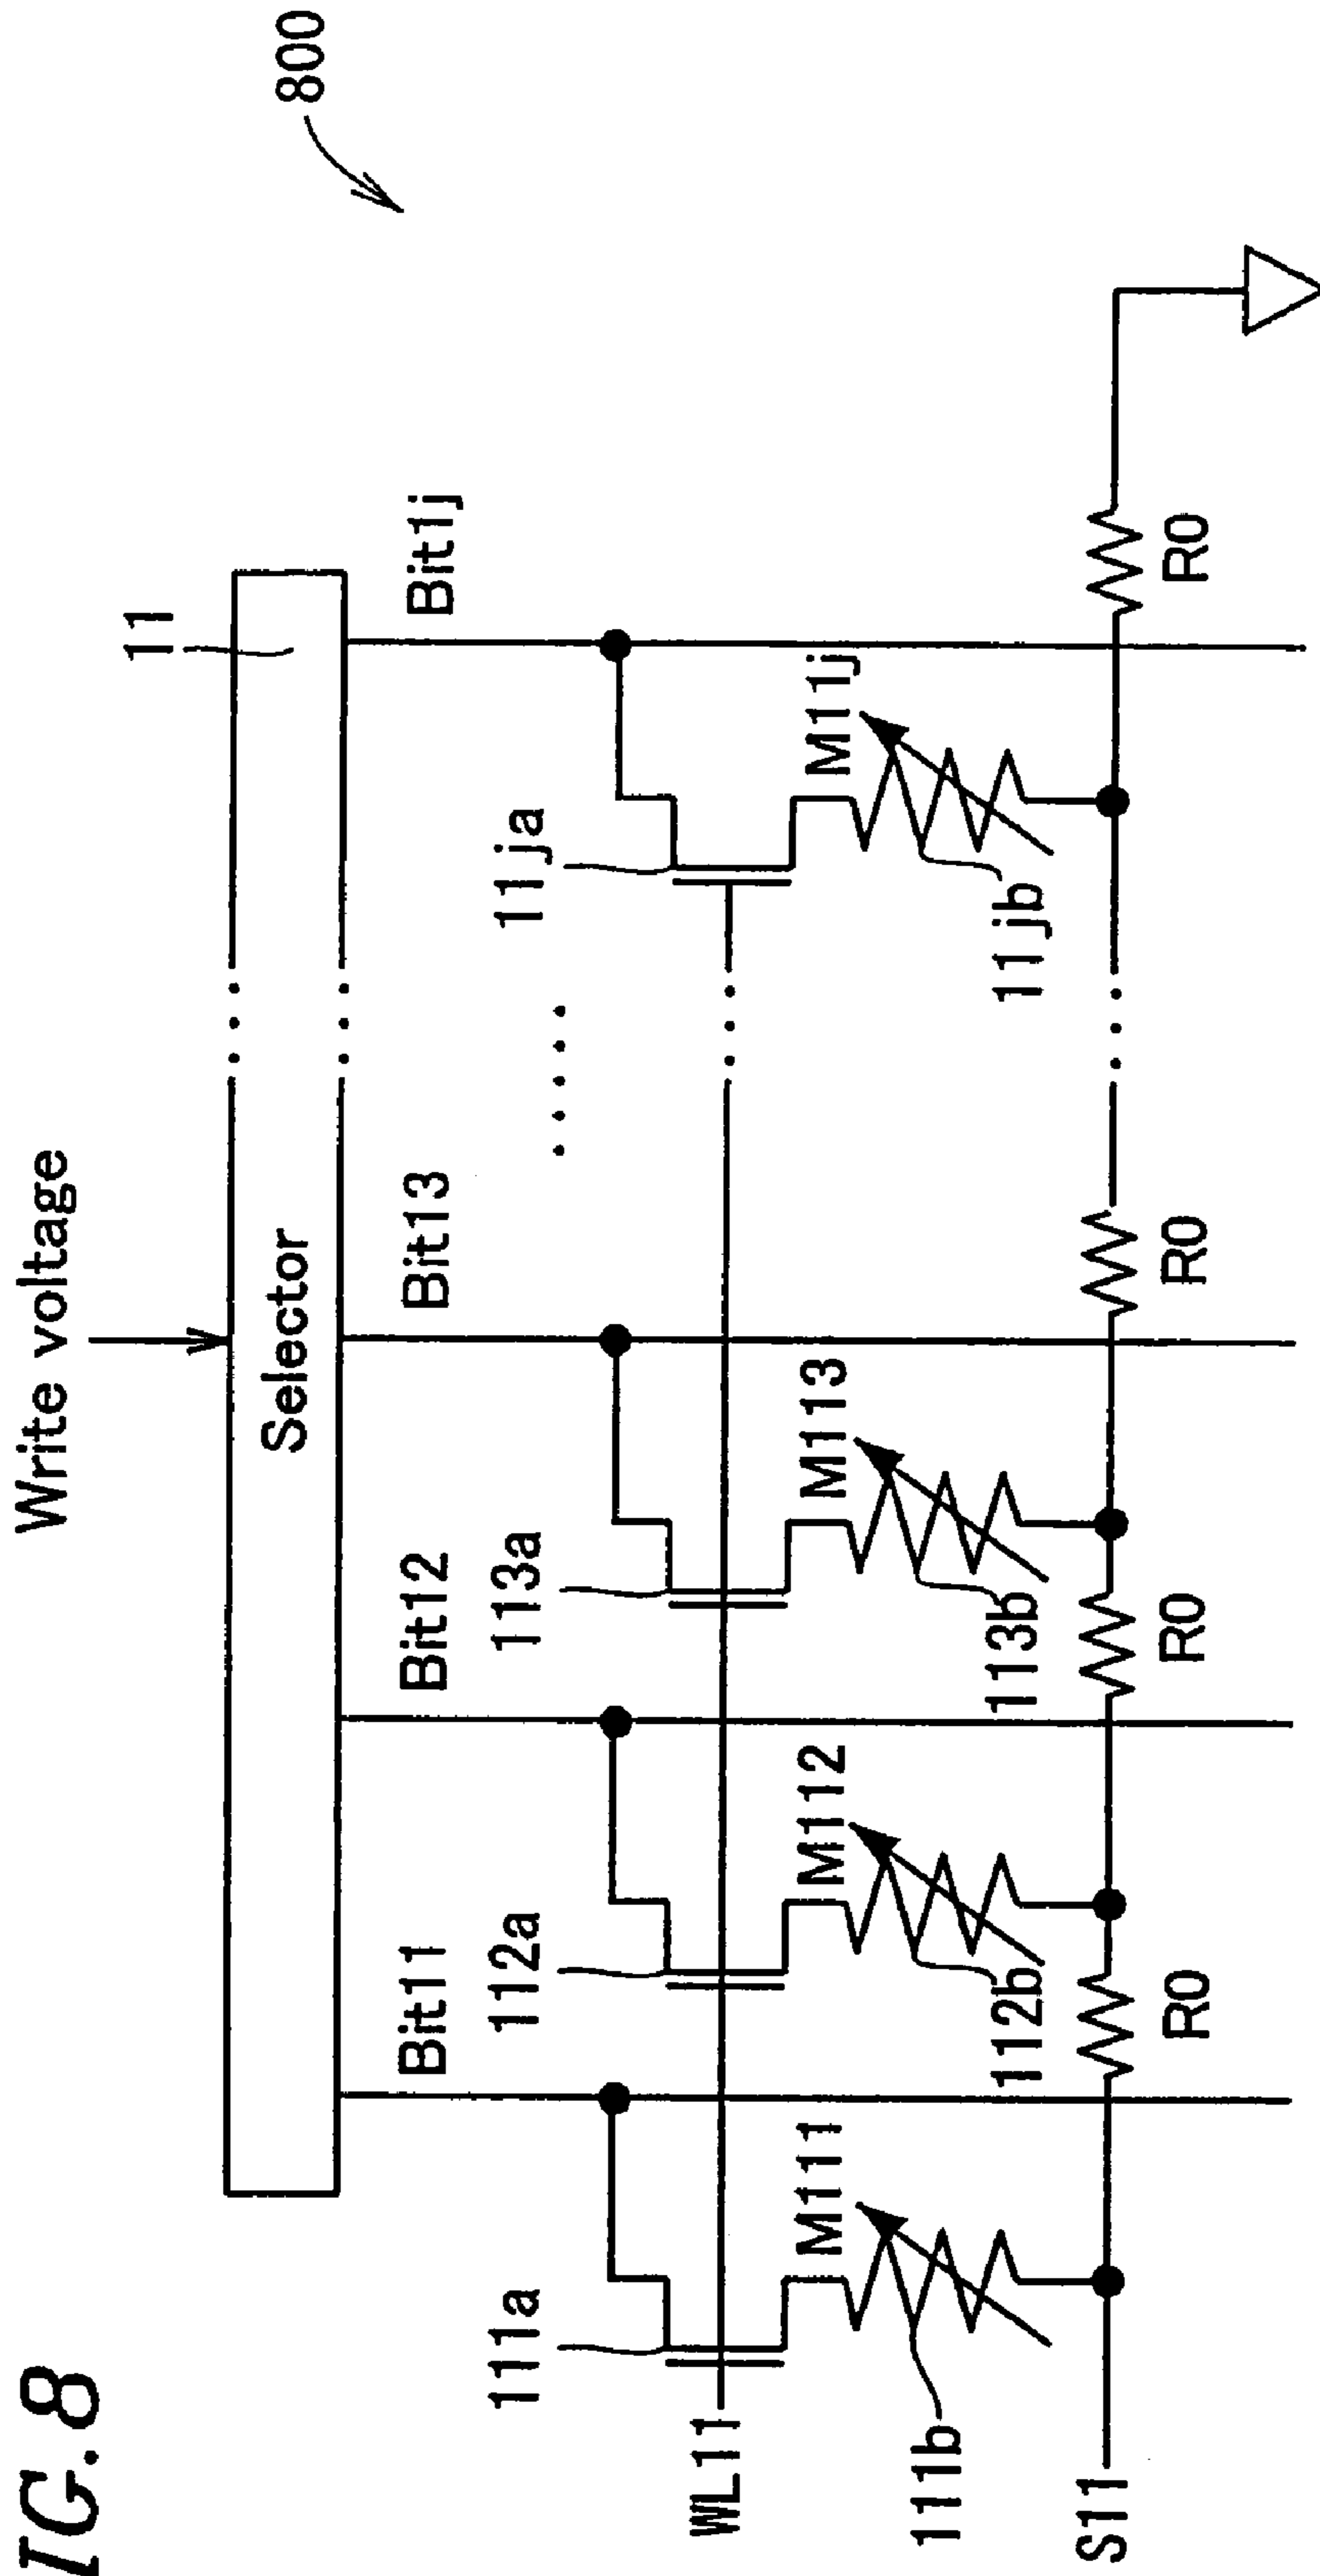 IG. 8
800
Write voltage
11
Selector
Bit11
Bit12
Bit13
Bit1j
111a
112a
113a
11ja
.....
WL11
M111
M112
M113
M11j
111b
112b
113b
11jb
S11
R0
R0
R0
R0